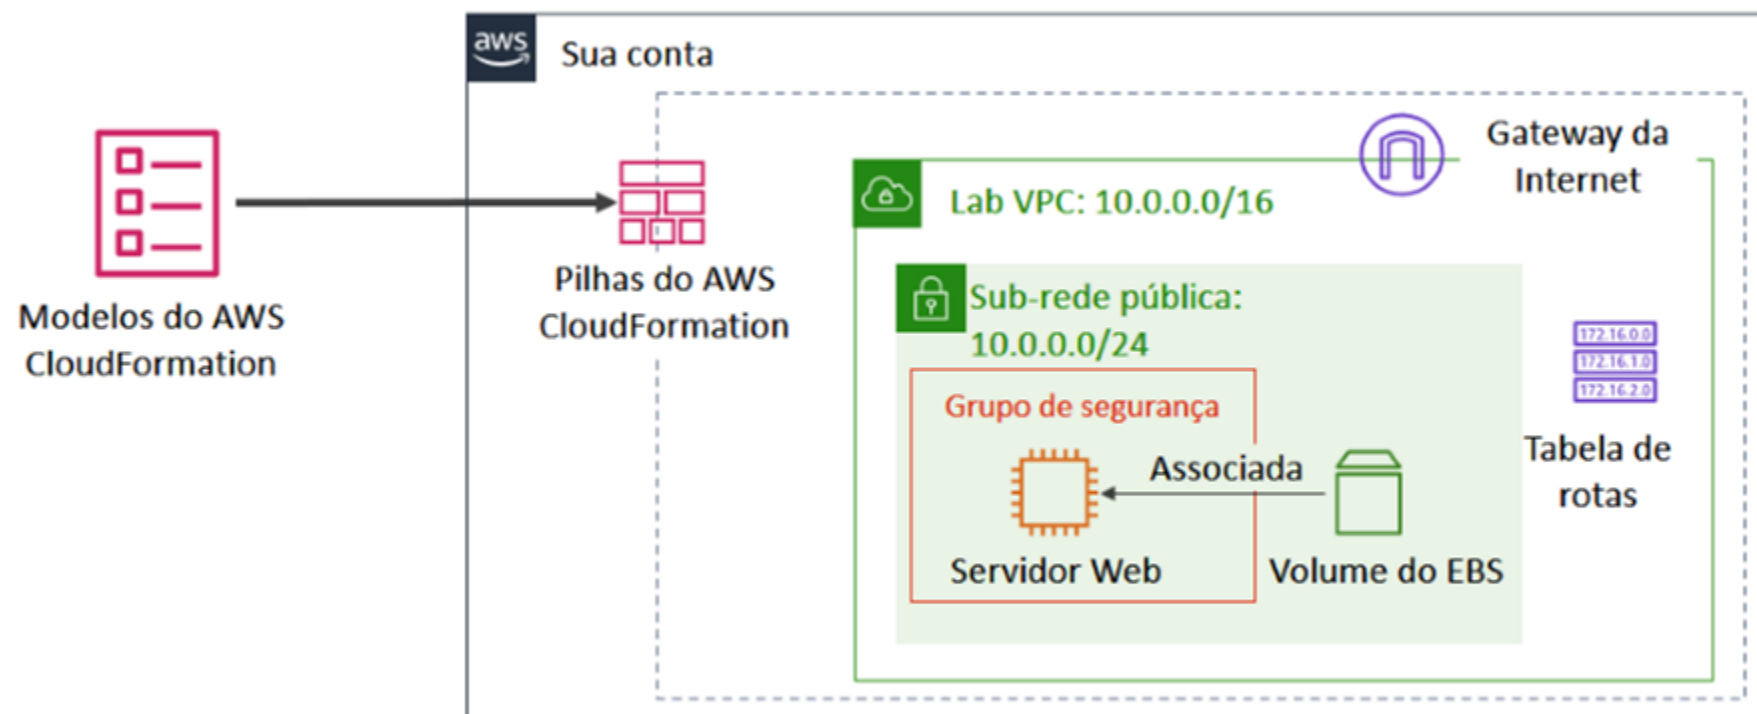 aws
Sua conta
Gateway da
Internet
Lab VPC: 10.0.0.0/16
Modelos do AWS
CloudFormation
Pilhas do AWS
CloudFormation
Sub-rede pública:
10.0.0.0/24
172.16.0.0
172.16.1.0
172.16.2.0
Tabela de
rotas
Grupo de segurança
Associada
Servidor Web
Volume do EBS